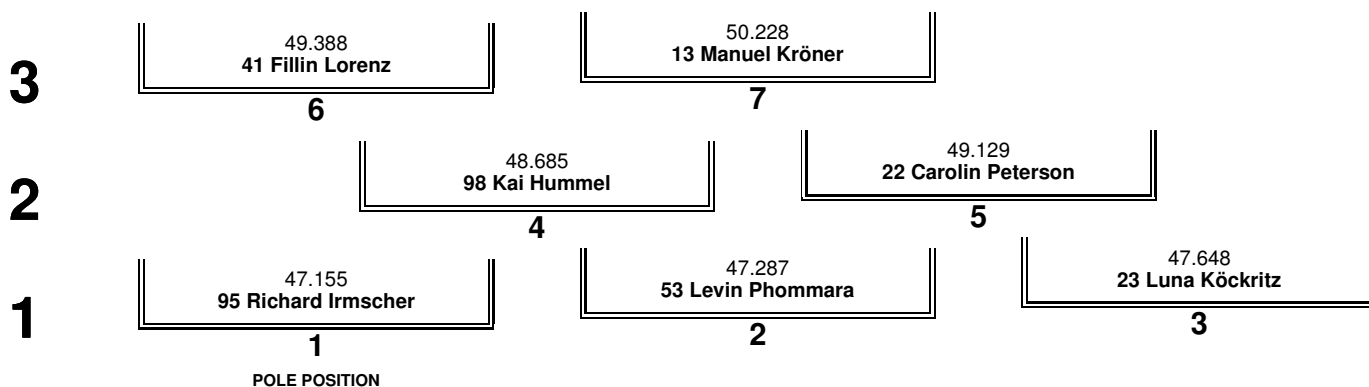 3
49.388
41 Fillin Lorenz
6
50.228
13 Manuel Kröner
7
2
48.685
98 Kai Hummel
4
49.129
22 Carolin Peterson
5
1
47.155
95 Richard Irmscher
1
POLE POSITION
47.287
53 Levin Phommara
2
47.648
23 Luna Köckritz
3